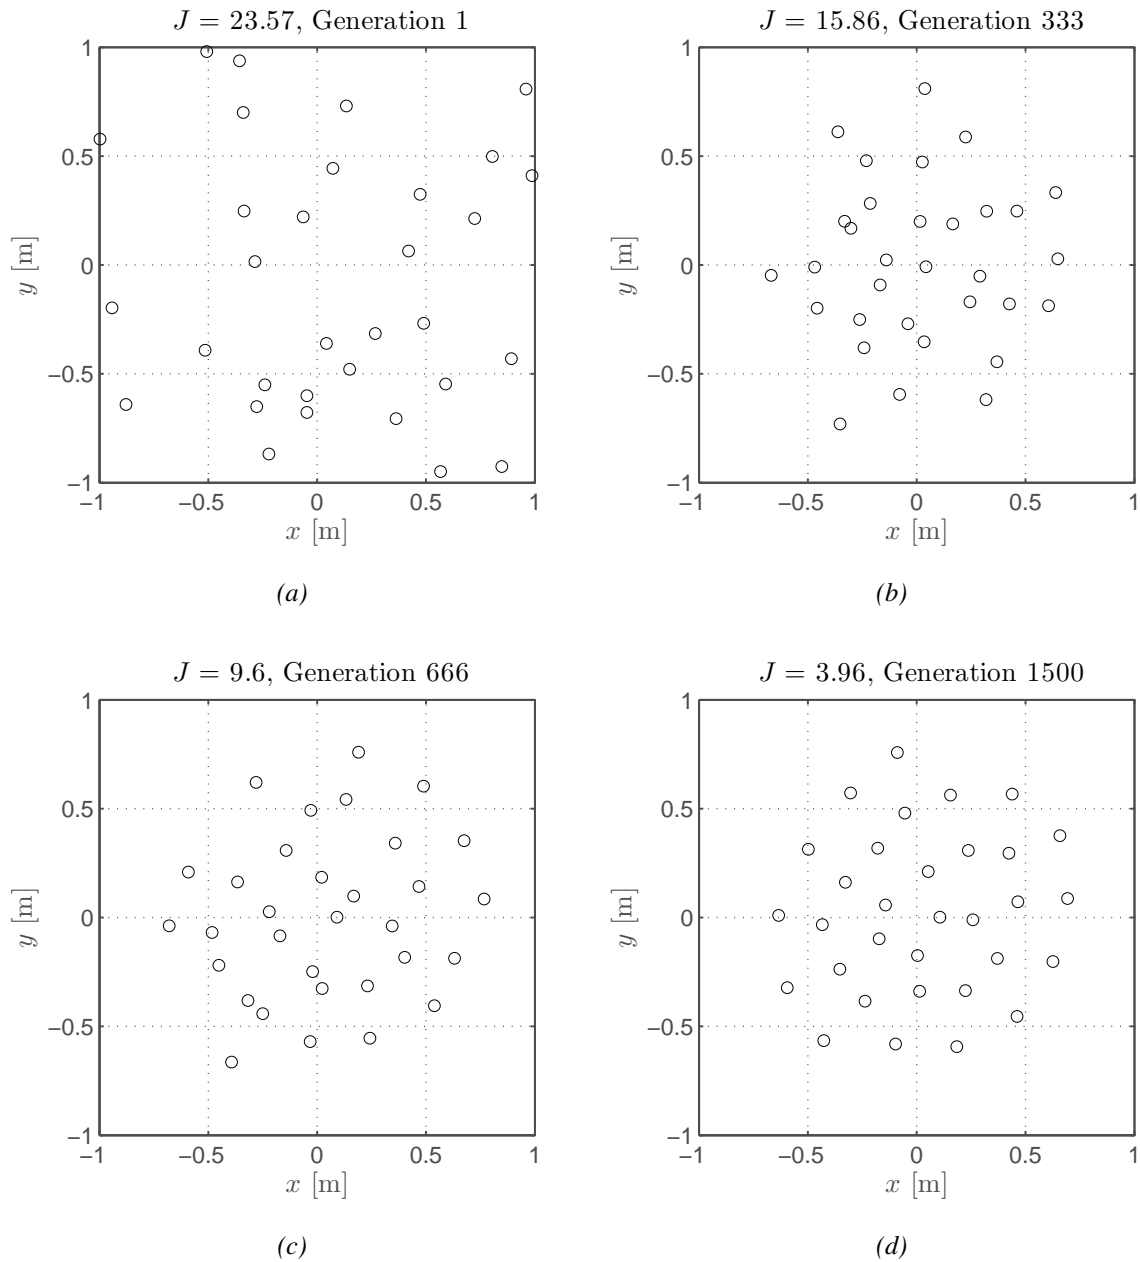 J = 23.57, Generation 1
J = 15.86, Generation 333
1
0.5
0
−0.5
−1
y [m]
−1 −0.5 0 0.5 1
x [m]
1
0.5
0
−0.5
−1
y [m]
−1 −0.5 0 0.5 1
x [m]
(a)
(b)
J = 9.6, Generation 666
J = 3.96, Generation 1500
1
0.5
0
−0.5
−1
y [m]
−1 −0.5 0 0.5 1
x [m]
1
0.5
0
−0.5
−1
y [m]
−1 −0.5 0 0.5 1
x [m]
(c)
(d)